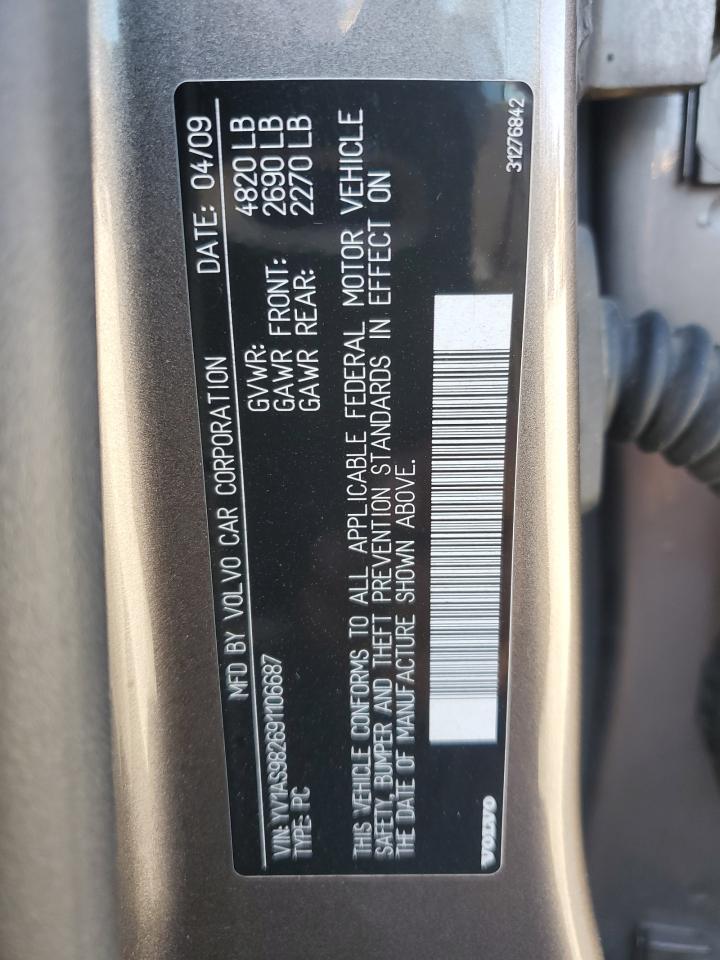 MFD BY VOLVO CAR CORPORATION DATE: 04/09
GVWR: 4820 LB
GAWR FRONT: 2690 LB
GAWR REAR: 2270 LB
VIN: YV1AS982691106687
TYPE: PC
THIS VEHICLE CONFORMS TO ALL APPLICABLE FEDERAL MOTOR VEHICLE
SAFETY, BUMPER AND THEFT PREVENTION STANDARDS IN EFFECT ON
THE DATE OF MANUFACTURE SHOWN ABOVE.
VOLVO
31276842